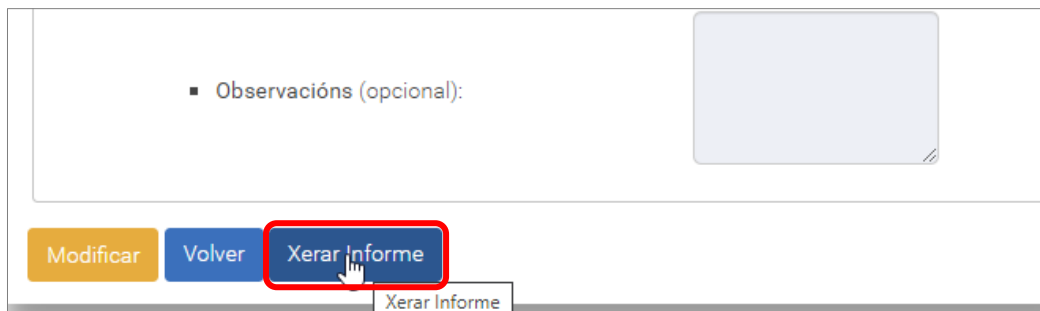 ▪ Observacións (opcional):
Modificar Volver Xerar Informe
Xerar Informe